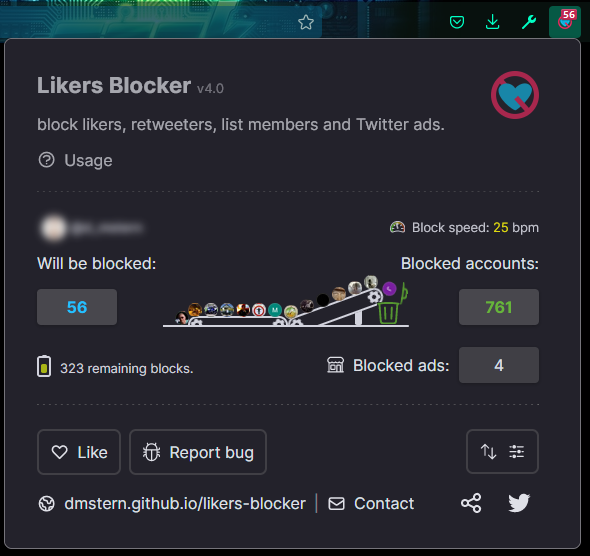 56
Likers Blocker v4.0
block likers, retweeters, list members and Twitter ads.
Usage
Block speed: 25 bpm
Will be blocked:
Blocked accounts:
56
M
761
323 remaining blocks.
Blocked ads: 4
Like
Report bug
dmstern.github.io/likers-blocker | Contact